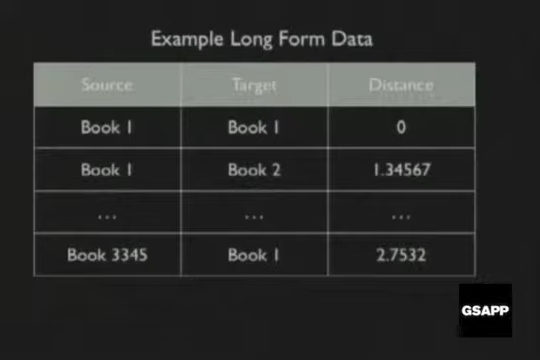 Example Long Form Data
Source Target Distance
Book 1 Book 1 0
Book 1 Book 2 1.34567
... ... ...
Book 3345 Book 1 2.7532
GSAPP